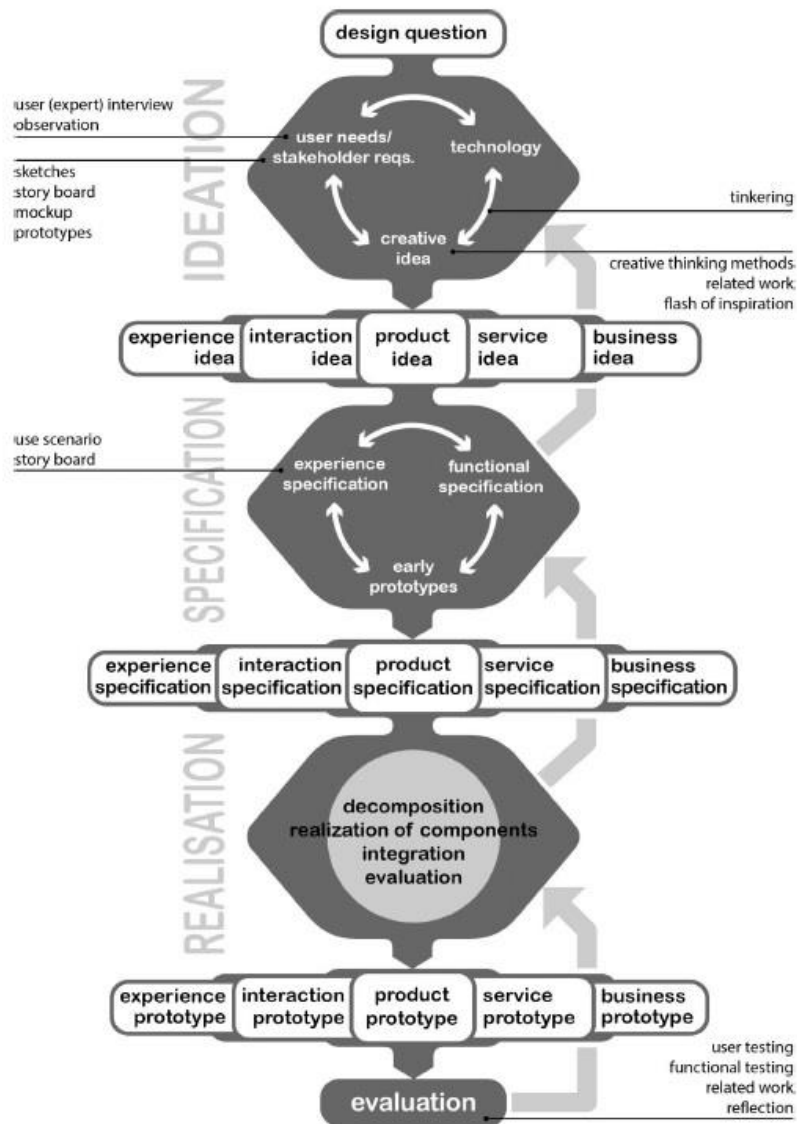 design question
IDEATION
user (expert) interview
observation
sketches
story board
mockup
prototypes
user needs/
stakeholder reqs.
technology
creative
idea
tinkering
creative thinking methods
related work
flash of inspiration
experience
idea
interaction
idea
product
idea
service
idea
business
idea
SPECIFICATION
use scenario
story board
experience
specification
functional
specification
early
prototypes
experience
specification
interaction
specification
product
specification
service
specification
business
specification
REALISATION
decomposition
realization of components
integration
evaluation
experience
prototype
interaction
prototype
product
prototype
service
prototype
business
prototype
evaluation
user testing
functional testing
related work
reflection